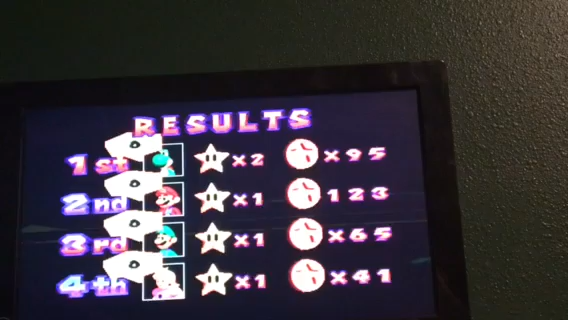 RESULTS
1st ×2 ×95
2nd ×1 123
3rd ×1 ×65
4th ×1 ×41